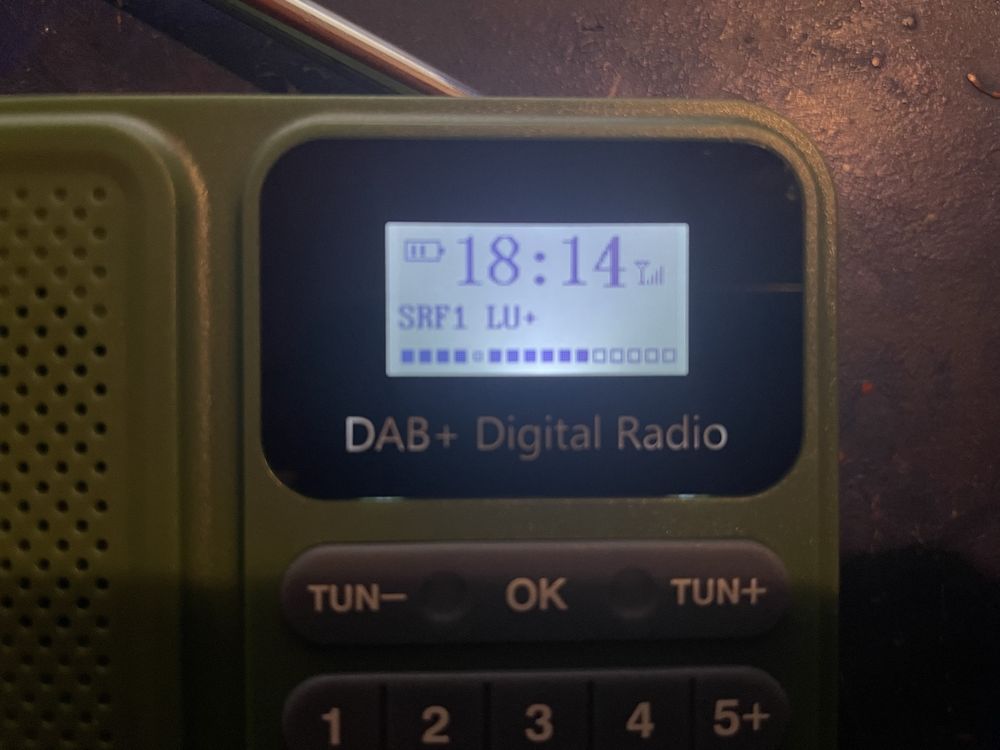 18:14
SRF1 LU+
DAB+ Digital Radio
TUN− OK TUN+
1 2 3 4 5+